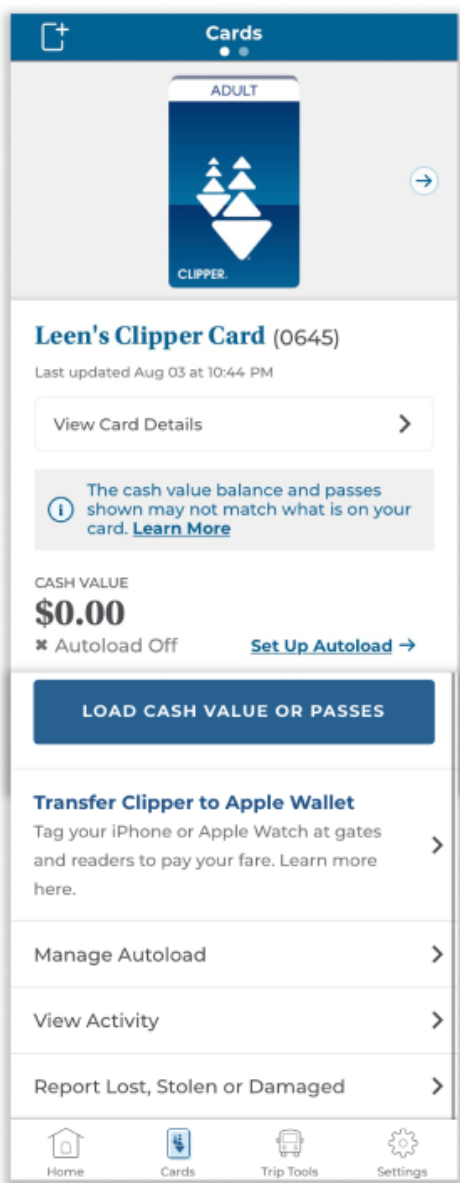 Cards
ADULT
CLIPPER.
Leen's Clipper Card (0645)
Last updated Aug 03 at 10:44 PM
View Card Details
The cash value balance and passes
shown may not match what is on your
card. Learn More
CASH VALUE
$0.00
✖ Autoload Off Set Up Autoload →
LOAD CASH VALUE OR PASSES
Transfer Clipper to Apple Wallet
Tag your iPhone or Apple Watch at gates
and readers to pay your fare. Learn more
here.
Manage Autoload
View Activity
Report Lost, Stolen or Damaged
Home Cards Trip Tools Settings